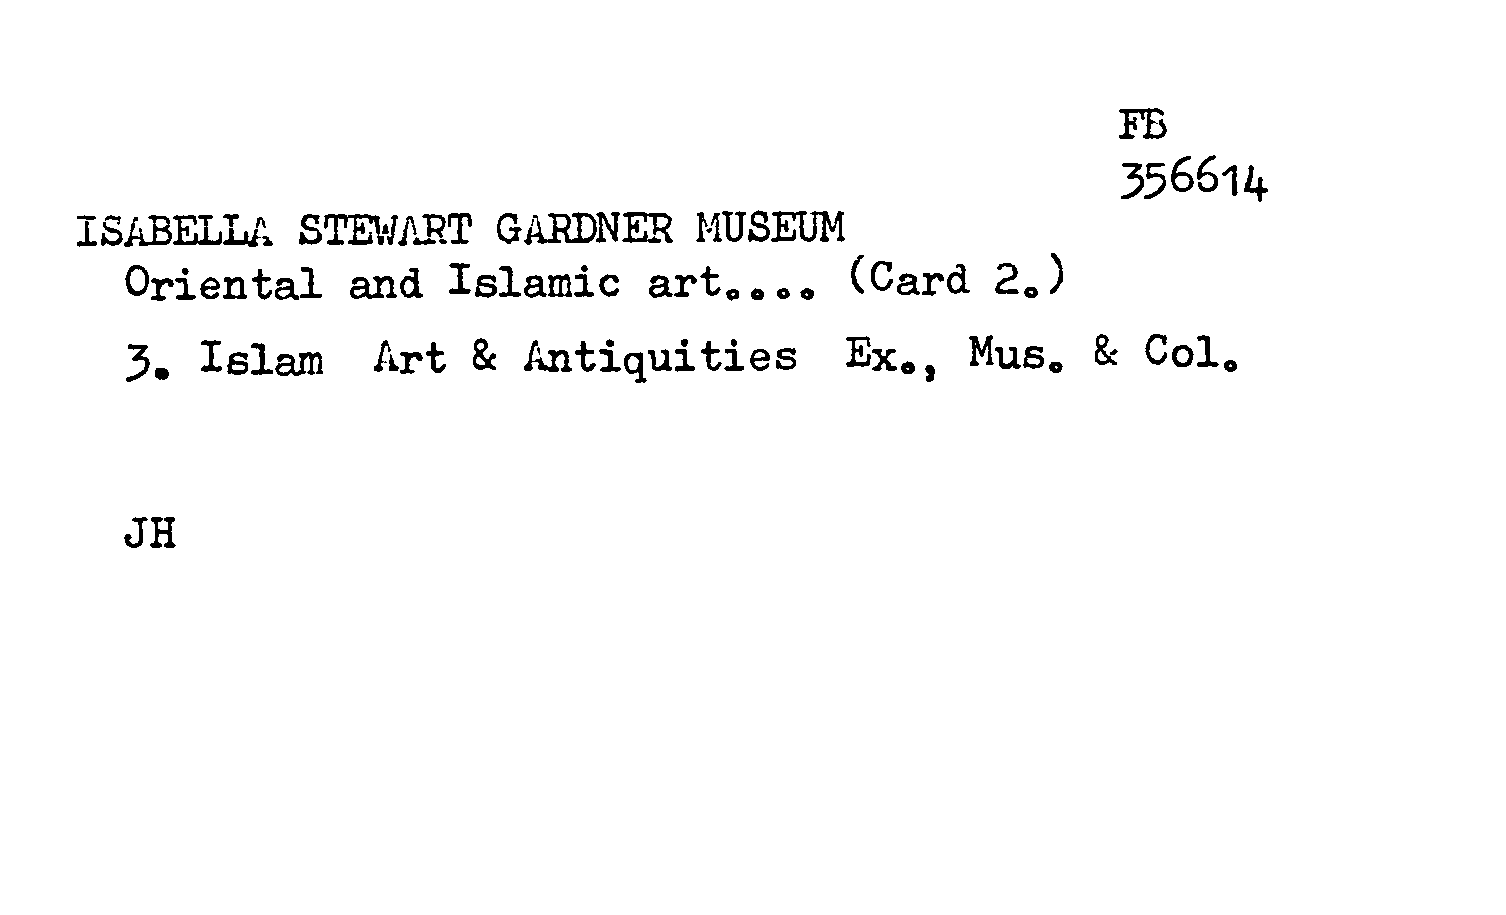 FB
356614
ISABELLA STEWART GARDNER MUSEUM
Oriental and Islamic art.... (Card 2.)
3. Islam Art & Antiquities Ex., Mus. & Col.
JH